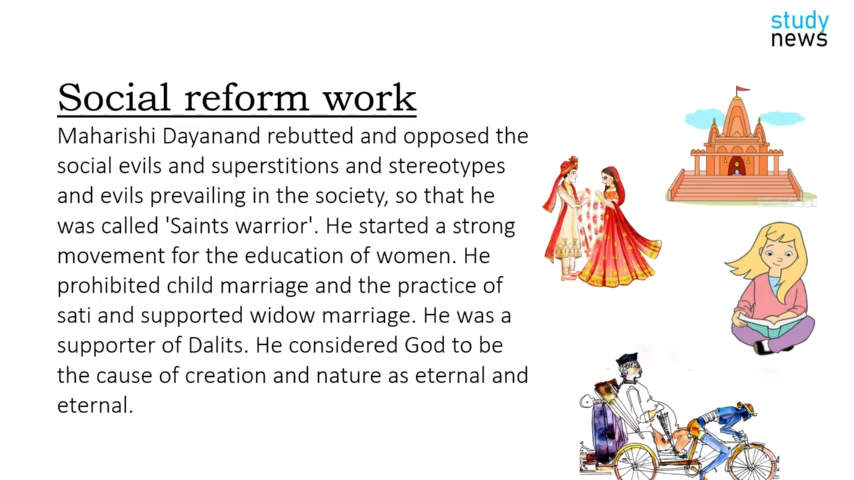 study
news
Social reform work
Maharishi Dayanand rebutted and opposed the
social evils and superstitions and stereotypes
and evils prevailing in the society, so that he
was called 'Saints warrior'. He started a strong
movement for the education of women. He
prohibited child marriage and the practice of
sati and supported widow marriage. He was a
supporter of Dalits. He considered God to be
the cause of creation and nature as eternal and
eternal.